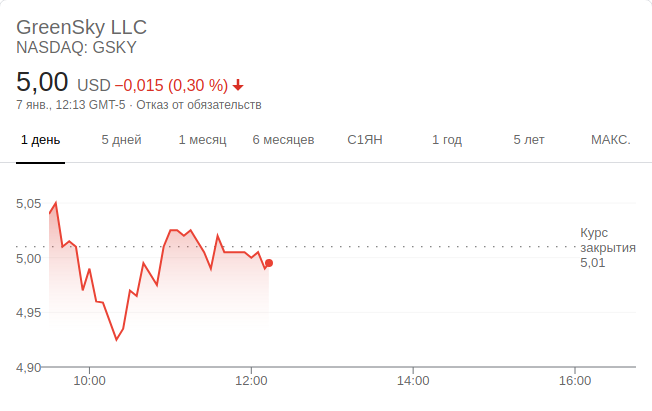 GreenSky LLC
NASDAQ: GSKY
5,00 USD −0,015 (0,30 %)
7 янв., 12:13 GMT-5 · Отказ от обязательств
1 день 5 дней 1 месяц 6 месяцев С1ЯН 1 год 5 лет МАКС.
5,05
Курс
закрытия
5,01
5,00
4,95
4,90
10:00 12:00 14:00 16:00